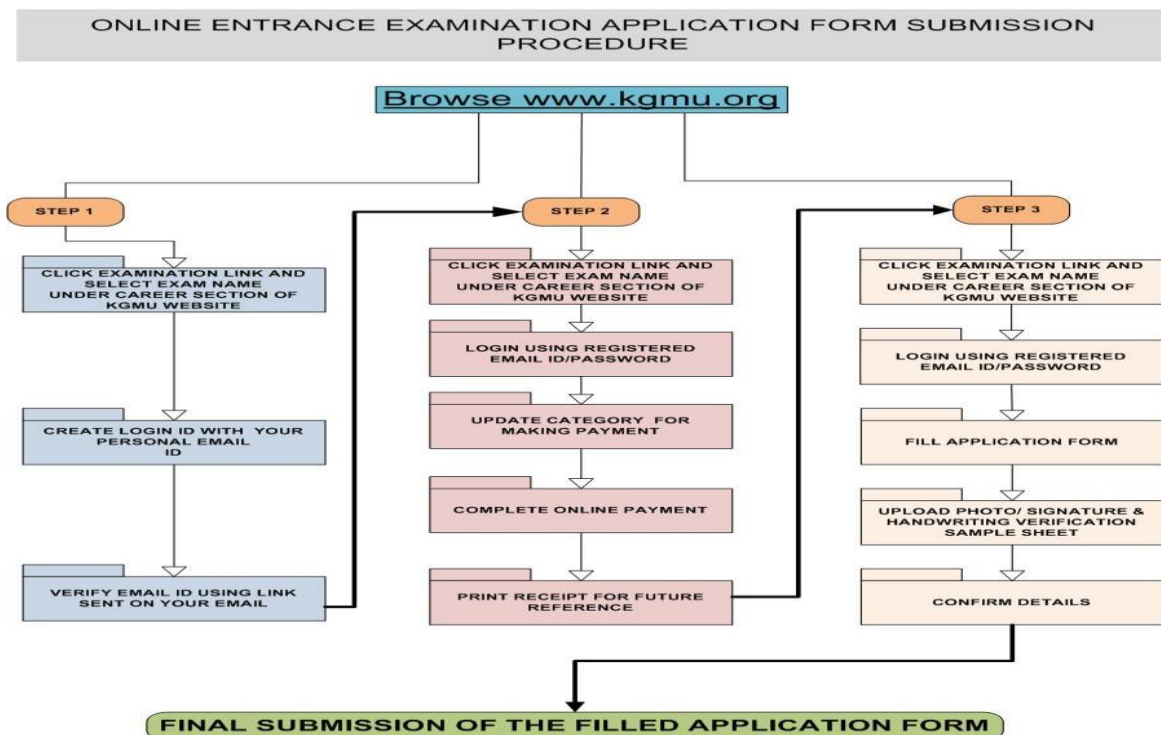 ONLINE ENTRANCE EXAMINATION APPLICATION FORM SUBMISSION
PROCEDURE
Browse www.kgmu.org
STEP 1
CLICK EXAMINATION LINK AND
SELECT EXAM NAME
UNDER CAREER SECTION OF
KGMU WEBSITE
CREATE LOGIN ID WITH YOUR
PERSONAL EMAIL
ID
VERIFY EMAIL ID USING LINK
SENT ON YOUR EMAIL
STEP 2
CLICK EXAMINATION LINK AND
SELECT EXAM NAME
UNDER CAREER SECTION OF
KGMU WEBSITE
LOGIN USING REGISTERED
EMAIL ID/PASSWORD
UPDATE CATEGORY FOR
MAKING PAYMENT
COMPLETE ONLINE PAYMENT
PRINT RECEIPT FOR FUTURE
REFERENCE
STEP 3
CLICK EXAMINATION LINK AND
SELECT EXAM NAME
UNDER CAREER SECTION OF
KGMU WEBSITE
LOGIN USING REGISTERED
EMAIL ID/PASSWORD
FILL APPLICATION FORM
UPLOAD PHOTO/ SIGNATURE &
HANDWRITING VERIFICATION
SAMPLE SHEET
CONFIRM DETAILS
FINAL SUBMISSION OF THE FILLED APPLICATION FORM